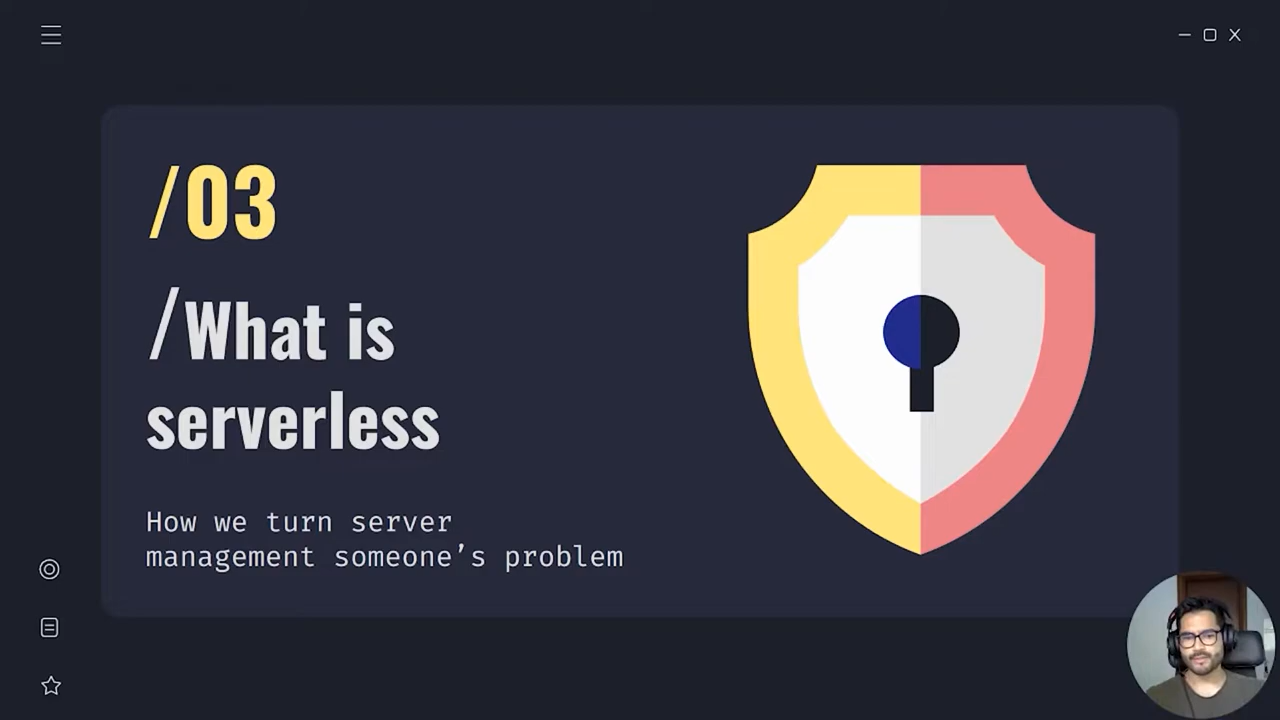 /03
/What is
serverless
How we turn server
management someone’s problem